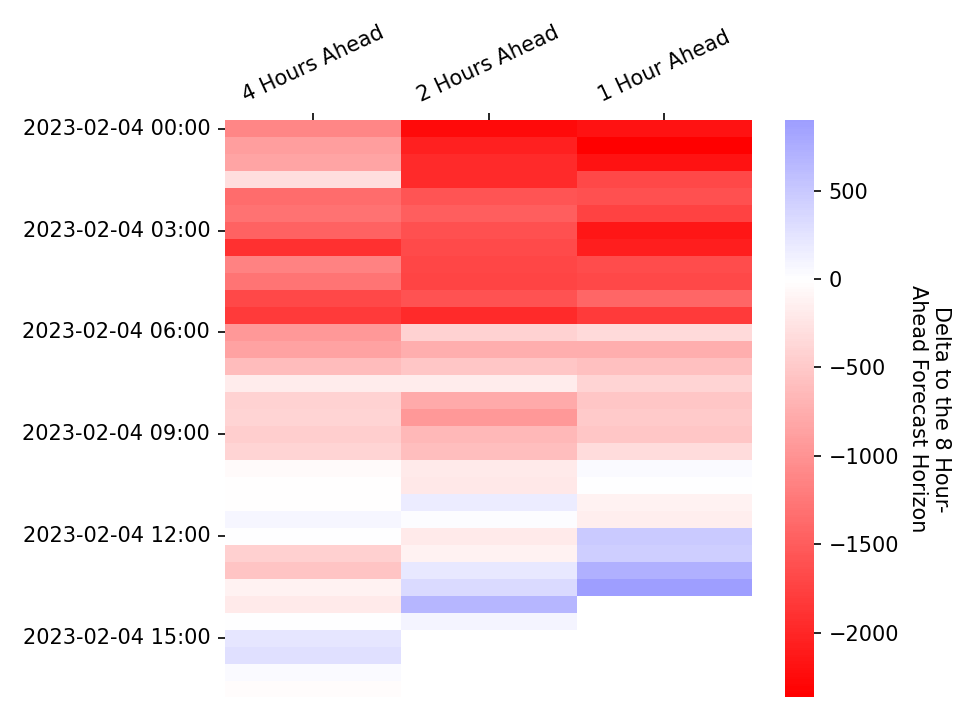 4 Hours Ahead
2 Hours Ahead
1 Hour Ahead
2023-02-04 00:00
2023-02-04 03:00
2023-02-04 06:00
2023-02-04 09:00
2023-02-04 12:00
2023-02-04 15:00
500
0
−500
−1000
−1500
−2000
Delta to the 8 Hour-
Ahead Forecast Horizon